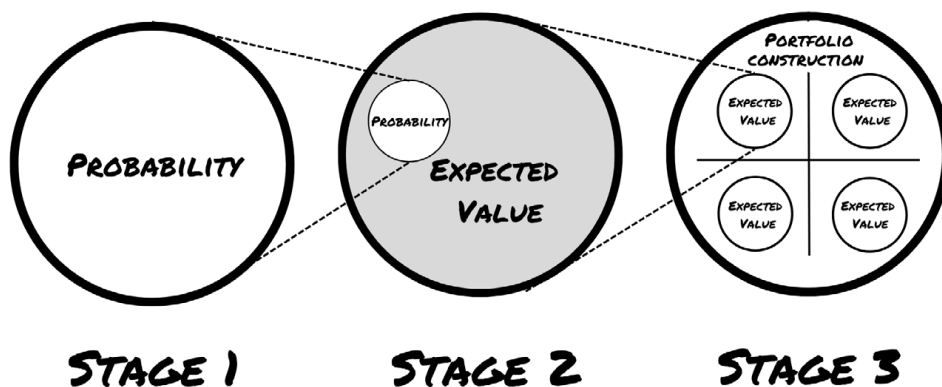 PROBABILITY
PROBABILITY
EXPECTED
VALUE
PORTFOLIO
CONSTRUCTION
EXPECTED
VALUE
EXPECTED
VALUE
EXPECTED
VALUE
EXPECTED
VALUE
STAGE 1
STAGE 2
STAGE 3